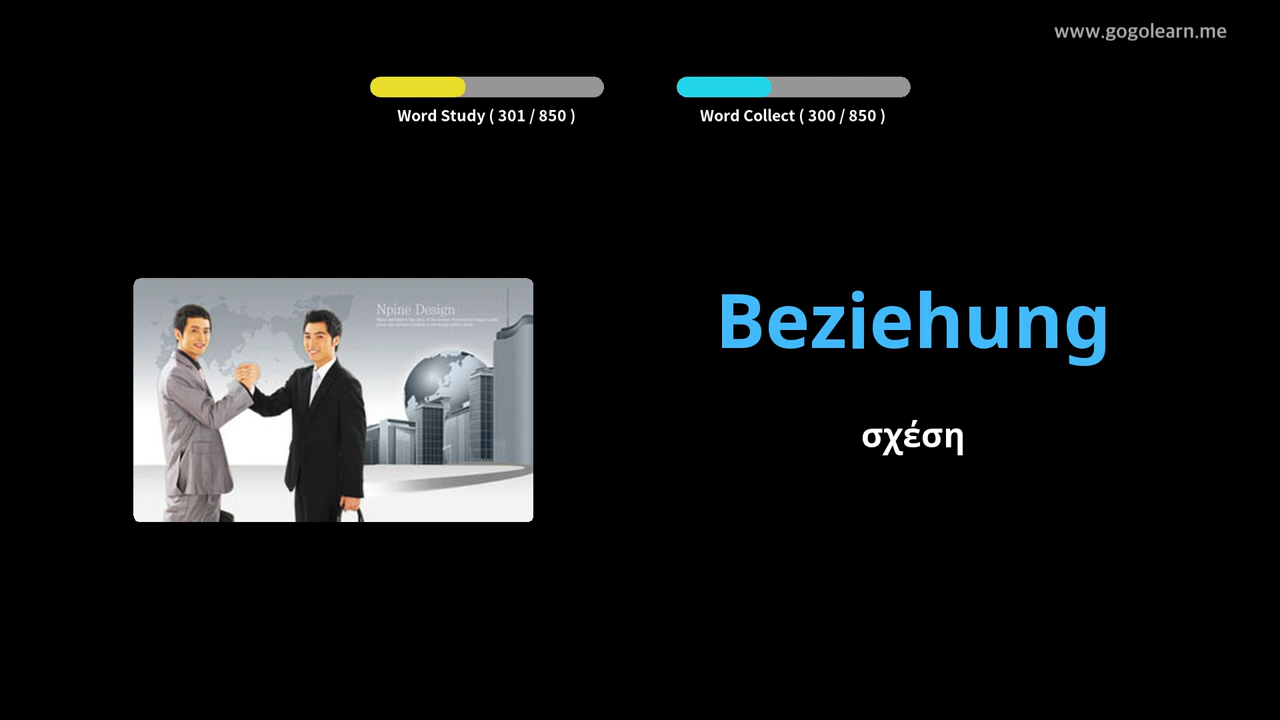 www.gogolearn.me
Word Study ( 301 / 850 )
Word Collect ( 300 / 850 )
Npine Design
Beziehung
σχέση